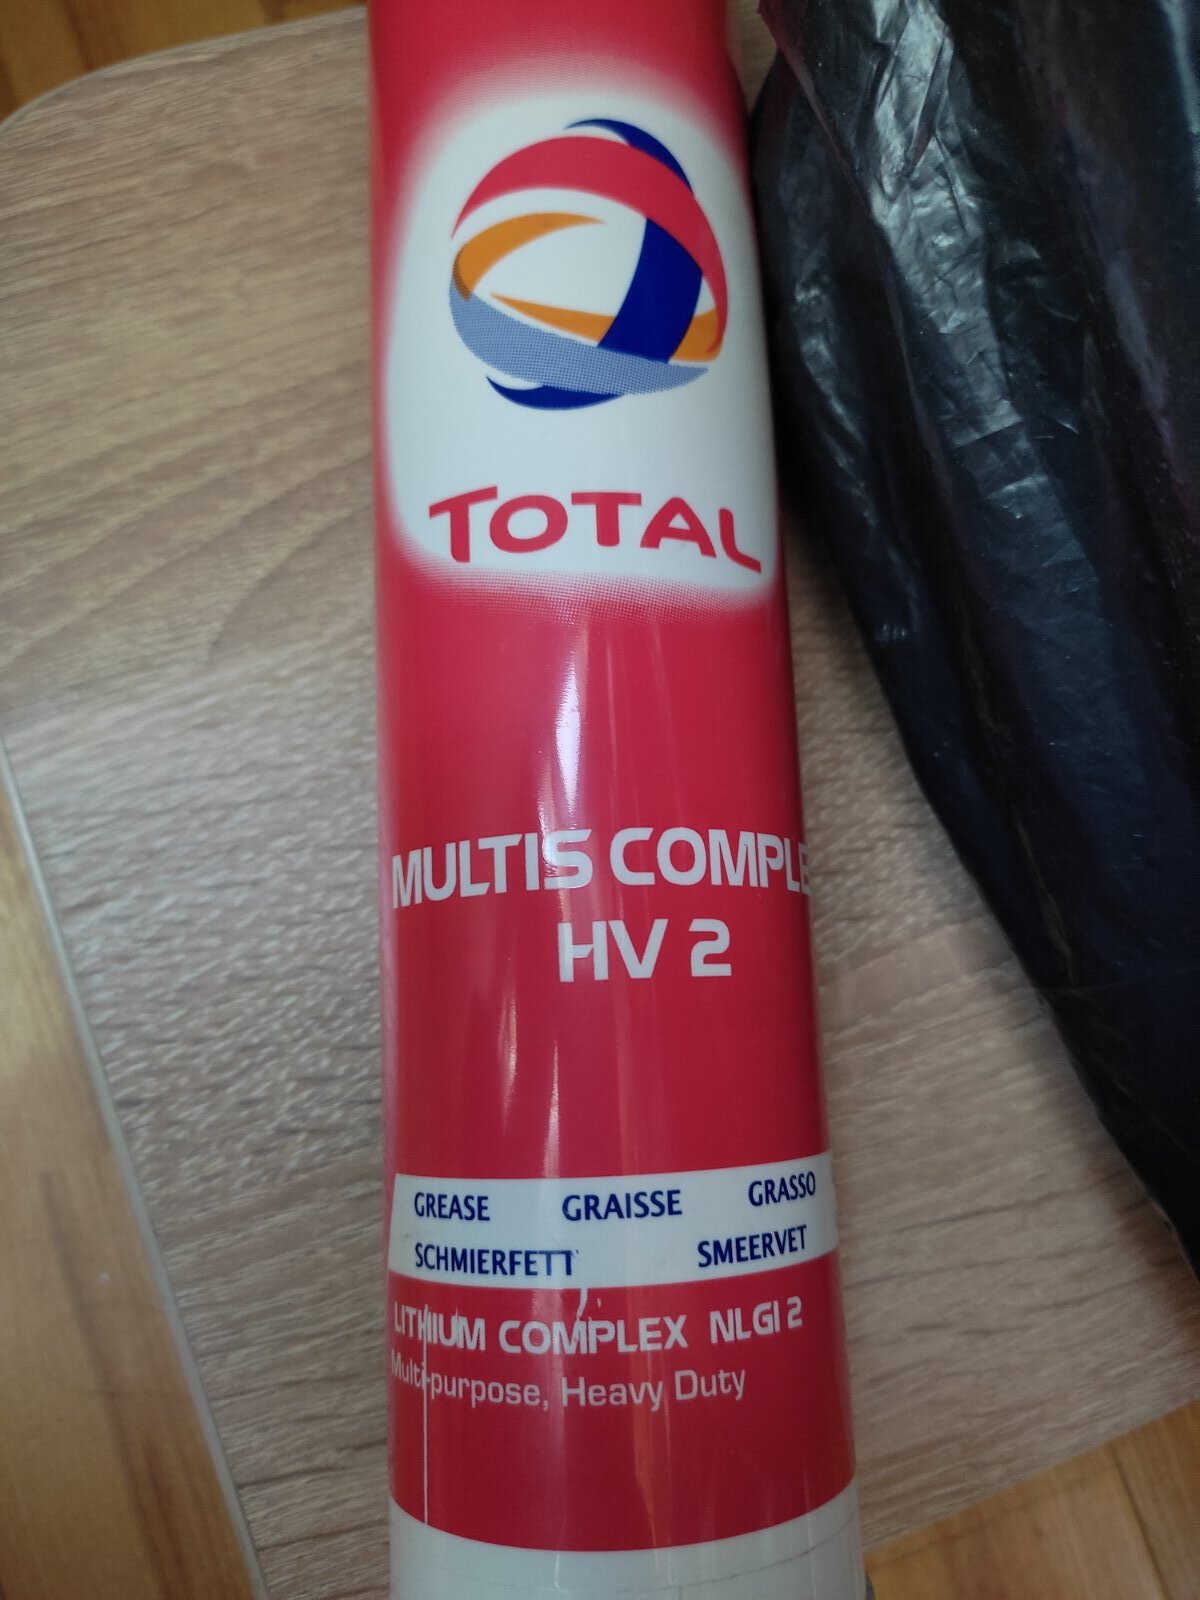 TOTAL
MULTIS COMPLE
HV 2
GREASE GRAISSE GRASSO
SCHMIERFETT SMEERVET
LITHIUM COMPLEX NLGI 2
Multi-purpose, Heavy Duty